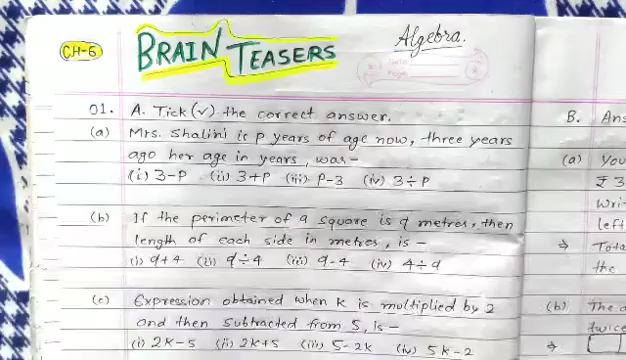 CH-6
BRAIN TEASERS
Algebra.
Date
Page
01. A. Tick (✓) the correct answer.
(a) Mrs. Shalini is p years of age now, three years
ago her age in years, was-
(i) 3-P (ii) 3+P (iii) P-3 (iv) 3÷P
(b) If the perimeter of a square is q metres, then
length of each side in metres, is -
(i) q+4 (ii) q÷4 (iii) q-4 (iv) 4÷q
(c) Expression obtained when k is multiplied by 2
and then subtracted from 5, is -
(i) 2k-5 (ii) 2k+5 (iii) 5-2k (iv) 5k-2
B. Ans
(a) You
₹3
Wri
left
⇒ Tota
the
(b) The
twice
⇒